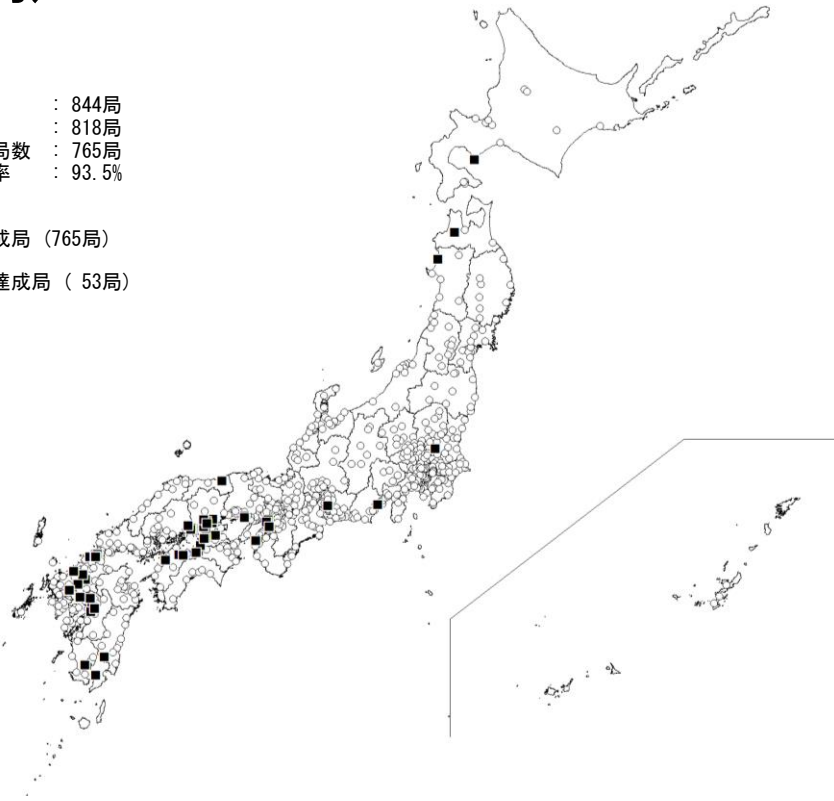 : 844局
: 818局
局数 : 765局
率 : 93.5%
成局 (765局)
達成局 ( 53局)